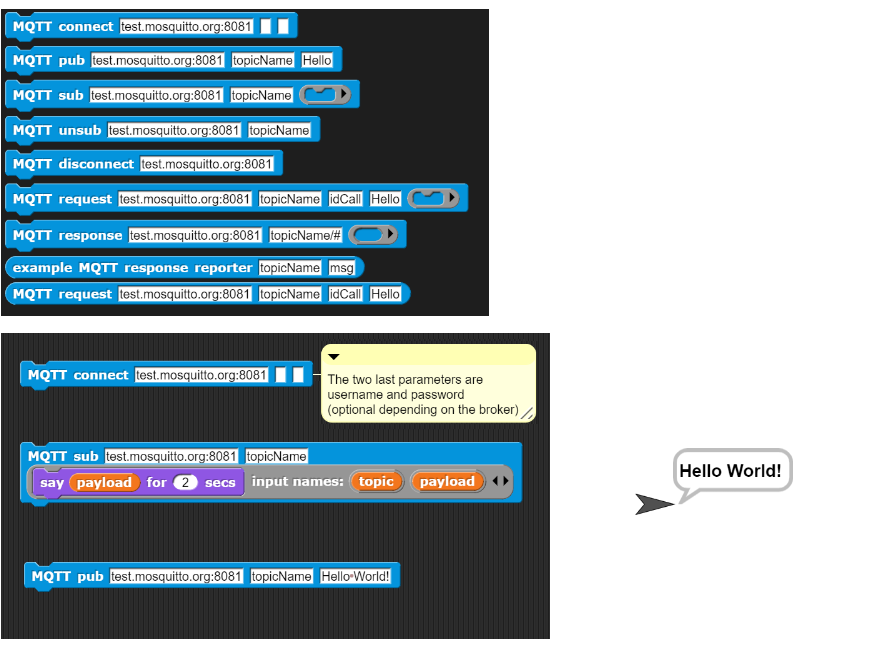 MQTT connect test.mosquitto.org:8081
MQTT pub test.mosquitto.org:8081 topicName Hello
MQTT sub test.mosquitto.org:8081 topicName
MQTT unsub test.mosquitto.org:8081 topicName
MQTT disconnect test.mosquitto.org:8081
MQTT request test.mosquitto.org:8081 topicName idCall Hello
MQTT response test.mosquitto.org:8081 topicName/#
example MQTT response reporter topicName msg
MQTT request test.mosquitto.org:8081 topicName idCall Hello
MQTT connect test.mosquitto.org:8081
The two last parameters are
username and password
(optional depending on the broker)
MQTT sub test.mosquitto.org:8081 topicName
say payload for 2 secs input names: topic payload
Hello World!
MQTT pub test.mosquitto.org:8081 topicName Hello•World!